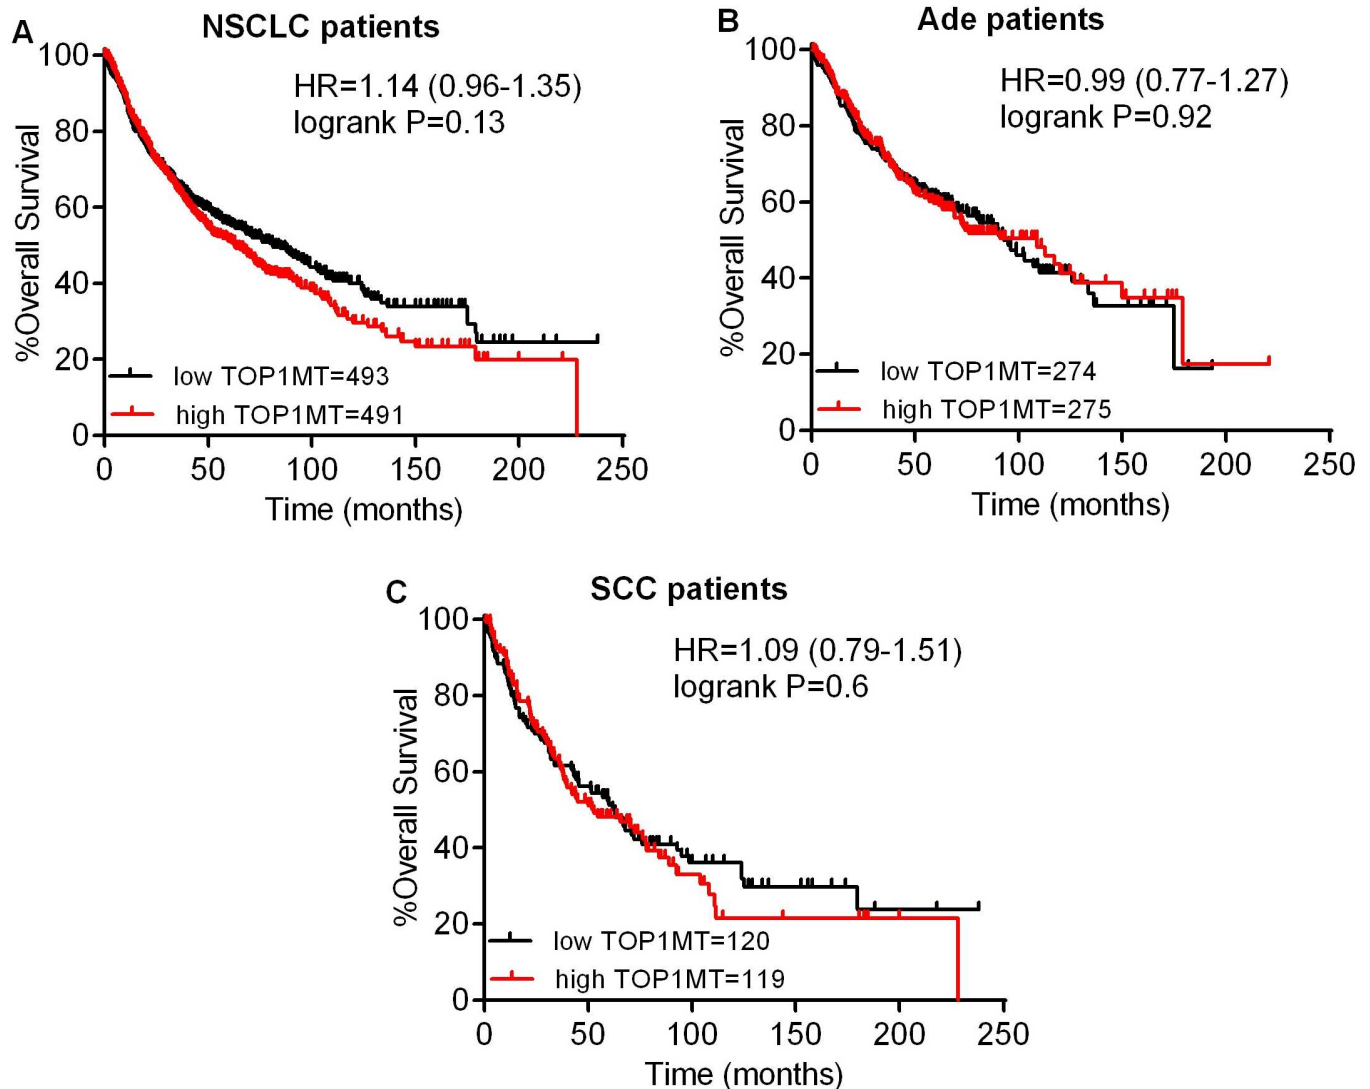 A
NSCLC patients
HR=1.14 (0.96-1.35)
logrank P=0.13
%Overall Survival
100
80
60
40
20
0
low TOP1MT=493
high TOP1MT=491
0 50 100 150 200 250
Time (months)
B
Ade patients
HR=0.99 (0.77-1.27)
logrank P=0.92
%Overall Survival
100
80
60
40
20
0
low TOP1MT=274
high TOP1MT=275
0 50 100 150 200 250
Time (months)
C
SCC patients
HR=1.09 (0.79-1.51)
logrank P=0.6
%Overall Survival
100
80
60
40
20
0
low TOP1MT=120
high TOP1MT=119
0 50 100 150 200 250
Time (months)